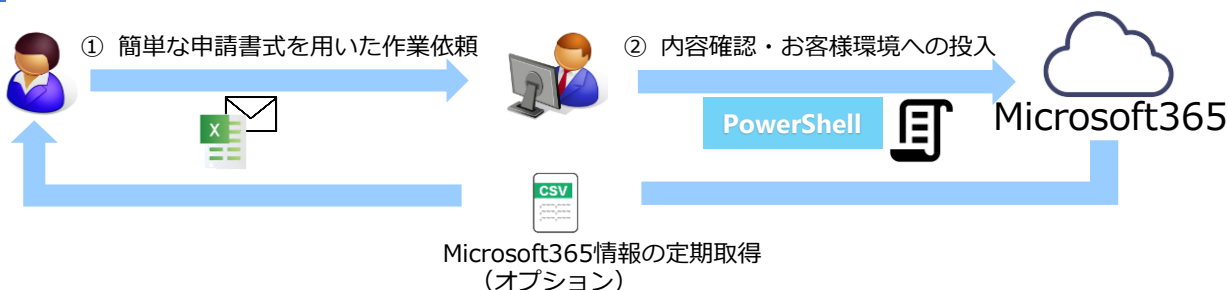 ① 簡単な申請書式を用いた作業依頼
② 内容確認・お客様環境への投入
X
PowerShell
Microsoft365
CSV
Microsoft365情報の定期取得
（オプション）